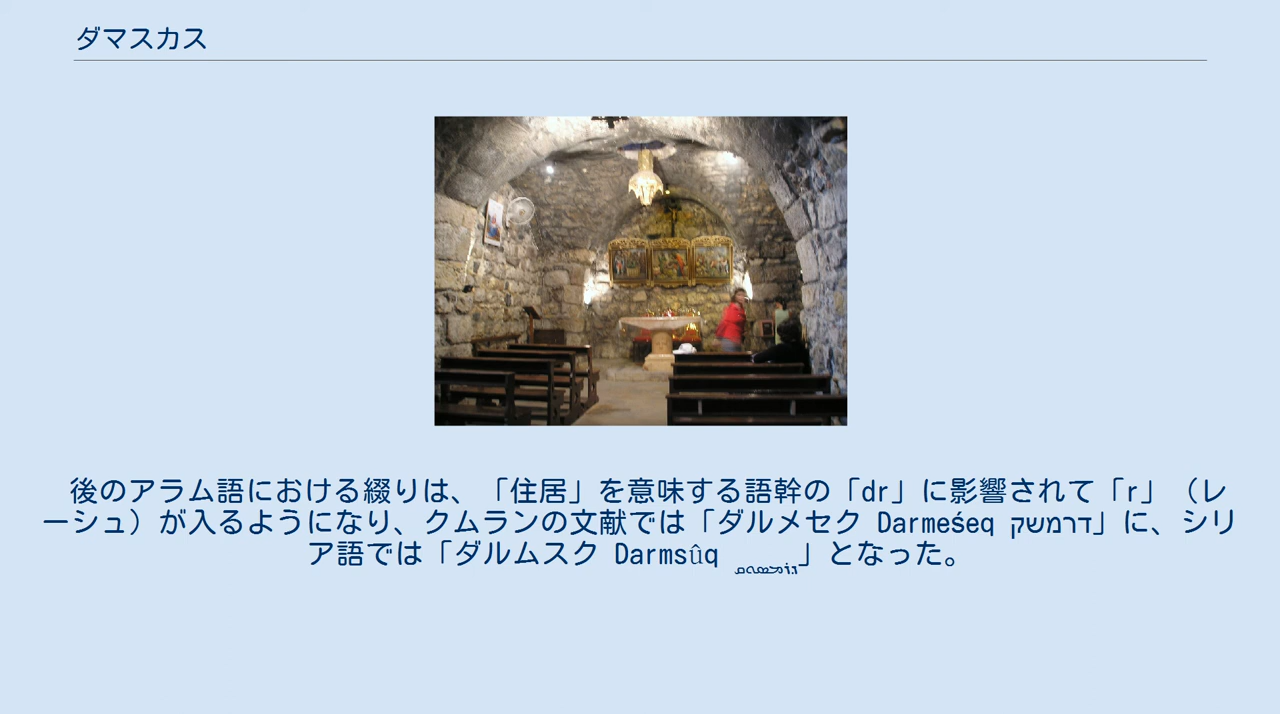 ダマスカス
後のアラム語における綴りは、「住居」を意味する語幹の「dr」に影響されて「r」（レ
ーシュ）が入るようになり、クムランの文献では「ダルメセク Darmeśeq דרמשק」に、シリ
ア語では「ダルムスク Darmsûq ܕܪܡܣܘܩ」となった。